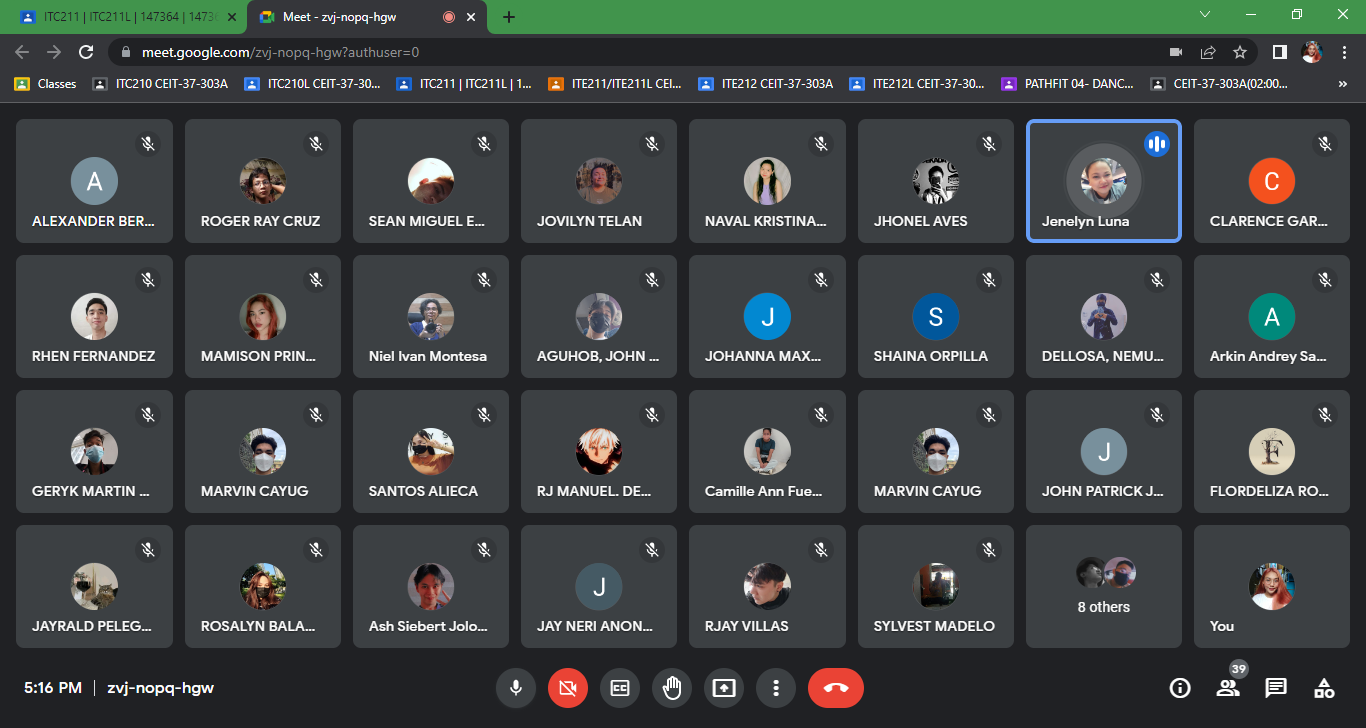 ITC211 | ITC211L | 147364 | 1473
Meet - zvj-nopq-hgw
meet.google.com/zvj-nopq-hgw?authuser=0
Classes ITC210 CEIT-37-303A ITC210L CEIT-37-30... ITC211 | ITC211L | 1... ITE211/ITE211L CEI... ITE212 CEIT-37-303A ITE212L CEIT-37-30... PATHFIT 04- DANC... CEIT-37-303A(02:00... »
A C
ALEXANDER BER... ROGER RAY CRUZ SEAN MIGUEL E... JOVILYN TELAN NAVAL KRISTINA... JHONEL AVES Jenelyn Luna CLARENCE GAR...
J S A
RHEN FERNANDEZ MAMISON PRIN... Niel Ivan Montesa AGUHOB, JOHN ... JOHANNA MAX... SHAINA ORPILLA DELLOSA, NEMU... Arkin Andrey Sa...
J F
GERYK MARTIN ... MARVIN CAYUG SANTOS ALIECA RJ MANUEL. DE... Camille Ann Fue... MARVIN CAYUG JOHN PATRICK J... FLORDELIZA RO...
J
8 others
JAYRALD PELEG... ROSALYN BALA... Ash Siebert Jolo... JAY NERI ANON... RJAY VILLAS SYLVEST MADELO You
39
5:16 PM | zvj-nopq-hgw